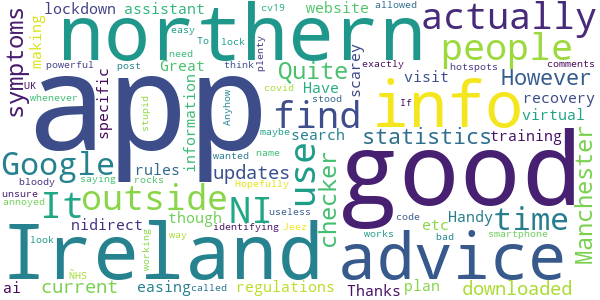 lockdown assistant cv19 website allowed
symptoms making northern easy To lock need actually
UK powerful post Great think plenty people exactly comments
whenever specific Quite scarey visit hotspots However
app stupid information Anyhow Have covid find info If recovery
maybe stood search statistics training virtual
Google rules updates wanted name good Manchester
bloody saying rocks use checker
unsure It outside NI though etc Handy time
annoyed nidirect Hopefully useless code works bad smartphone
Ireland look working way identifying Jeez advice
NHS current easing called regulations plan downloaded
ai Thanks